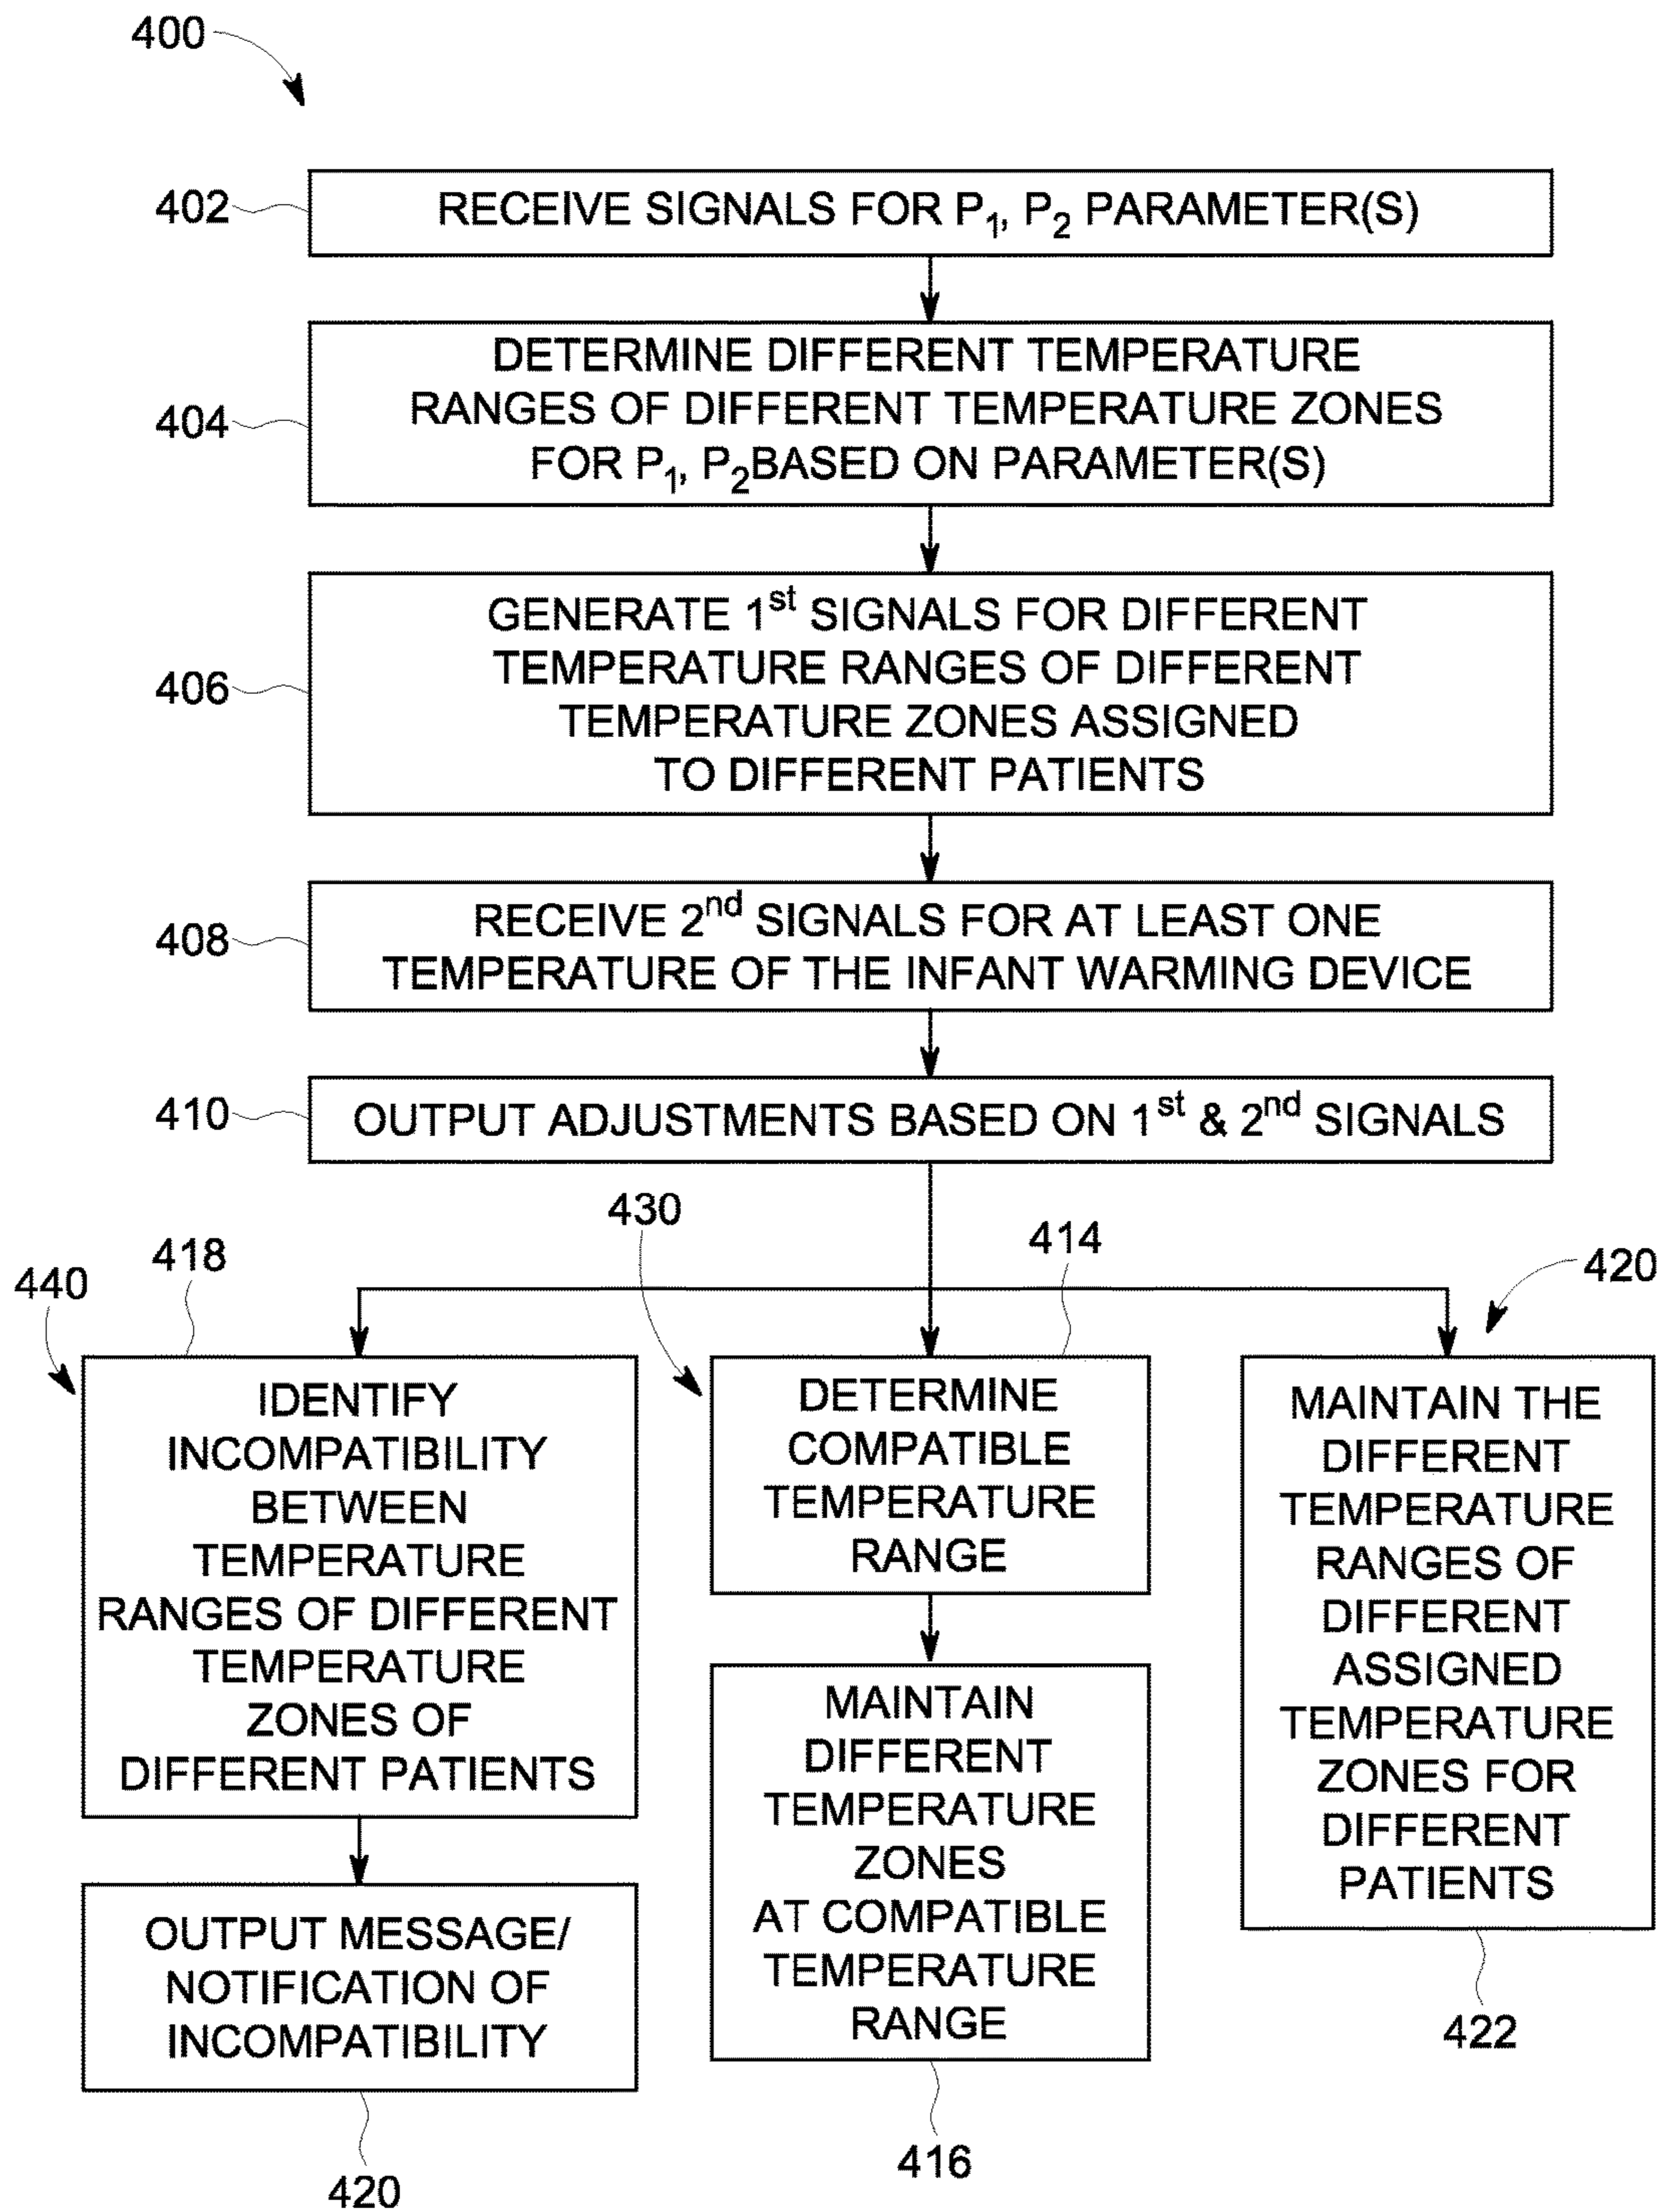 400
402
RECEIVE SIGNALS FOR P1, P2 PARAMETER(S)
404
DETERMINE DIFFERENT TEMPERATURE
RANGES OF DIFFERENT TEMPERATURE ZONES
FOR P1, P2BASED ON PARAMETER(S)
406
GENERATE 1st SIGNALS FOR DIFFERENT
TEMPERATURE RANGES OF DIFFERENT
TEMPERATURE ZONES ASSIGNED
TO DIFFERENT PATIENTS
408
RECEIVE 2nd SIGNALS FOR AT LEAST ONE
TEMPERATURE OF THE INFANT WARMING DEVICE
410
OUTPUT ADJUSTMENTS BASED ON 1st & 2nd SIGNALS
440
418
IDENTIFY
INCOMPATIBILITY
BETWEEN
TEMPERATURE
RANGES OF DIFFERENT
TEMPERATURE
ZONES OF
DIFFERENT PATIENTS
OUTPUT MESSAGE/
NOTIFICATION OF
INCOMPATIBILITY
420
430
414
DETERMINE
COMPATIBLE
TEMPERATURE
RANGE
MAINTAIN
DIFFERENT
TEMPERATURE
ZONES
AT COMPATIBLE
TEMPERATURE
RANGE
416
420
MAINTAIN THE
DIFFERENT
TEMPERATURE
RANGES OF
DIFFERENT
ASSIGNED
TEMPERATURE
ZONES FOR
DIFFERENT
PATIENTS
422